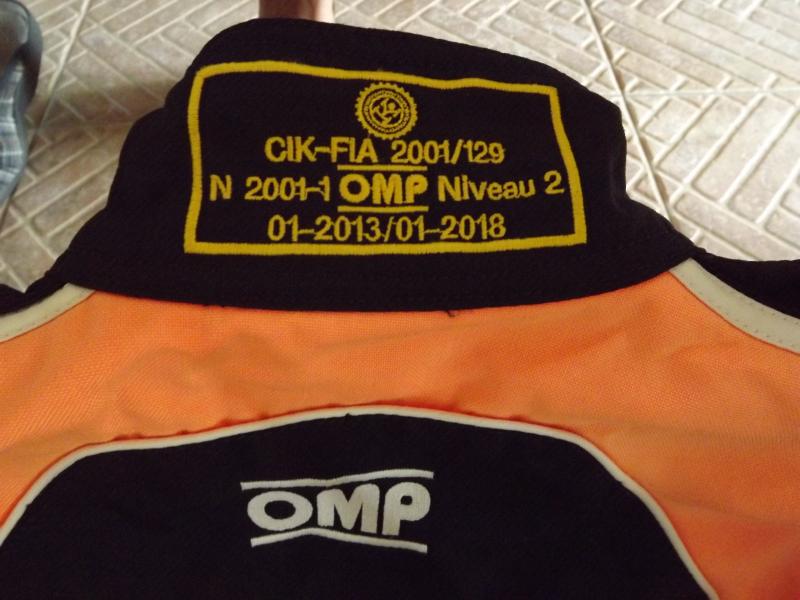 CIK-FIA 2001/129
N 2001-1 OMP Niveau 2
01-2013/01-2018
OMP